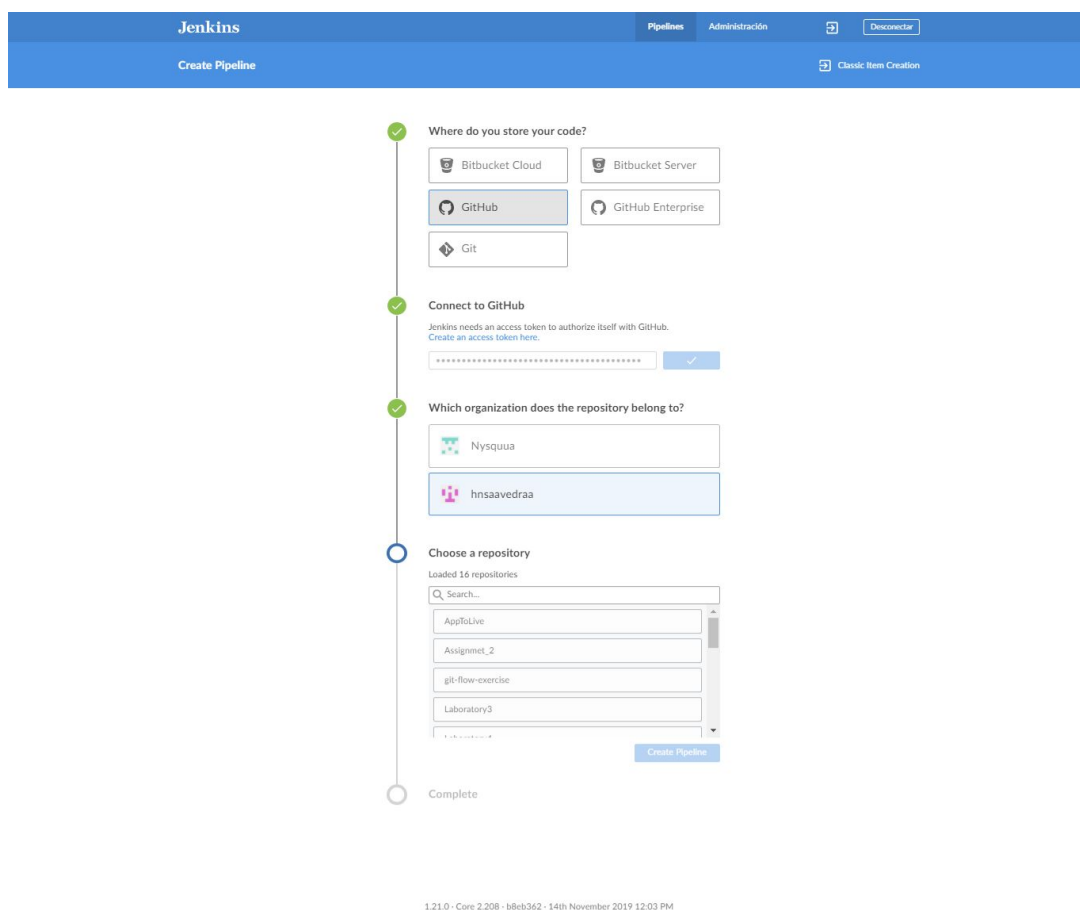 Jenkins
Pipelines
Administración
Desconectar
Create Pipeline
Classic Item Creation
Where do you store your code?
Bitbucket Cloud
Bitbucket Server
GitHub
GitHub Enterprise
Git
Connect to GitHub
Jenkins needs an access token to authorize itself with GitHub.
Create an access token here.
Which organization does the repository belong to?
Nysquua
hnsaavedraa
Choose a repository
Loaded 16 repositories
Search...
AppToLive
Assignmet_2
git-flow-exercise
Laboratory3
Create Pipeline
Complete
1.21.0 - Core 2.208 - b8eb362 - 14th November 2019 12:03 PM